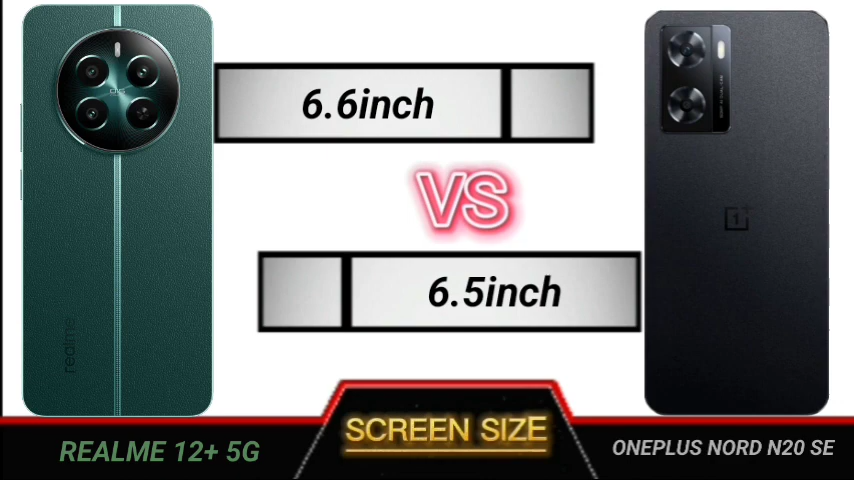 6.6inch
VS
6.5inch
realme
SCREEN SIZE
REALME 12+ 5G
ONEPLUS NORD N20 SE